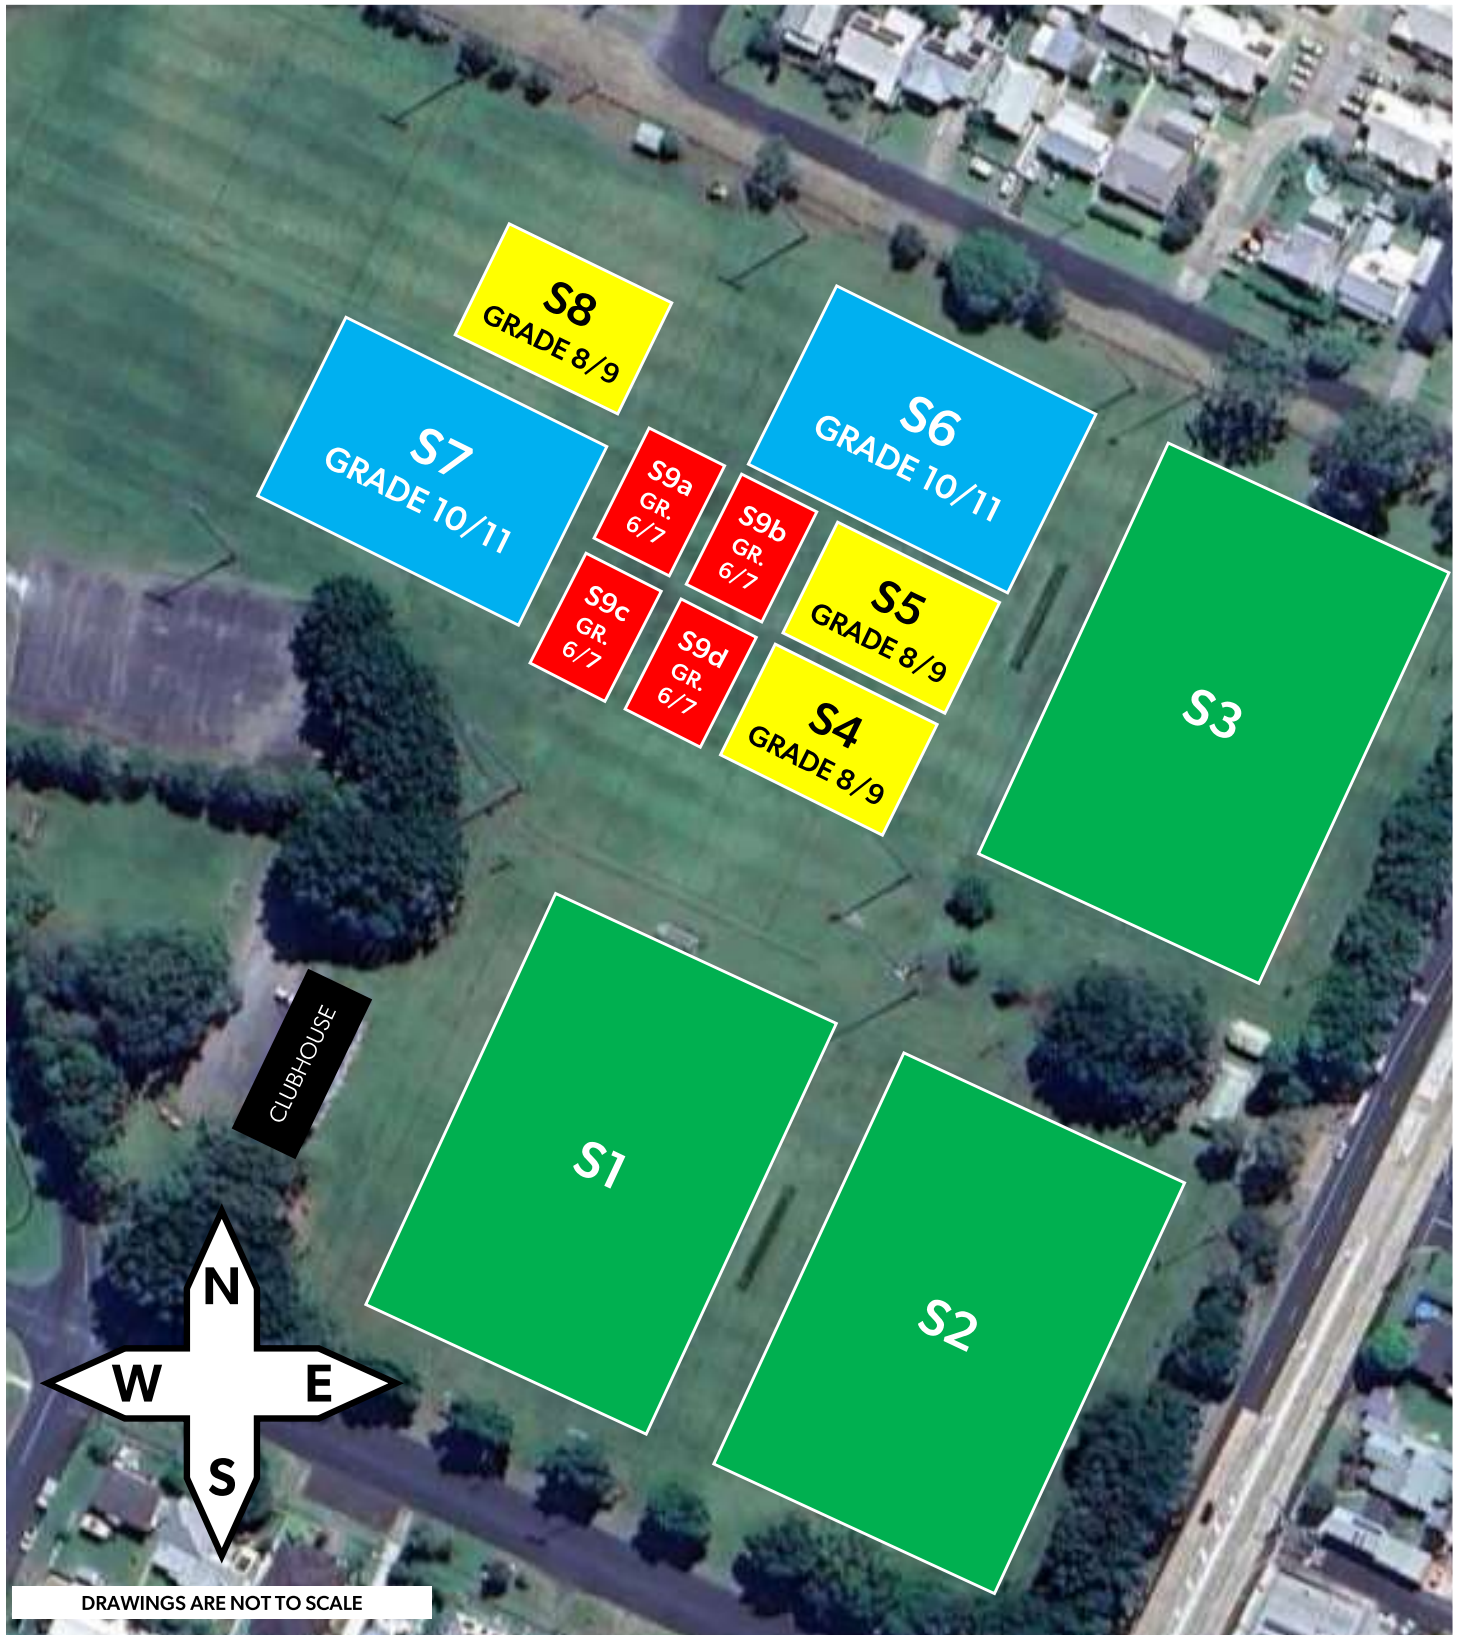 S8
GRADE 8/9
S7
GRADE 10/11
S6
GRADE 10/11
S9a
GR.
6/7
S9b
GR.
6/7
S9c
GR.
6/7
S9d
GR.
6/7
S5
GRADE 8/9
S4
GRADE 8/9
S3
CLUBHOUSE
S1
S2
N
W E
S
DRAWINGS ARE NOT TO SCALE